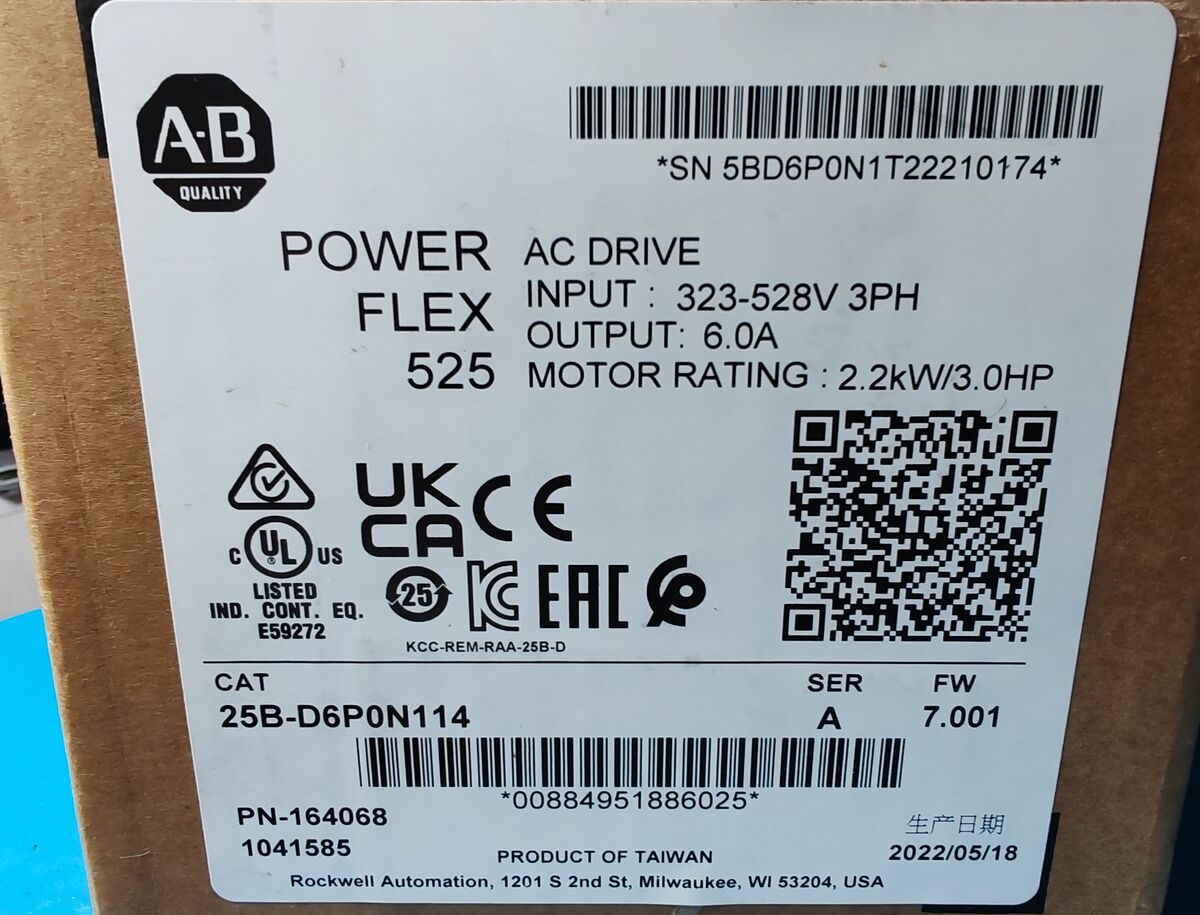 A-B
QUALITY
*SN 5BD6P0N1T22210174*
POWER
FLEX
525
AC DRIVE
INPUT : 323-528V 3PH
OUTPUT: 6.0A
MOTOR RATING : 2.2kW/3.0HP
UK
CA
CE
C UL US
LISTED
IND. CONT. EQ.
E59272
25
KC
EAC
KCC-REM-RAA-25B-D
CAT
25B-D6P0N114
SER
A
FW
7.001
*00884951886025*
PN-164068
1041585
生产日期
2022/05/18
PRODUCT OF TAIWAN
Rockwell Automation, 1201 S 2nd St, Milwaukee, WI 53204, USA